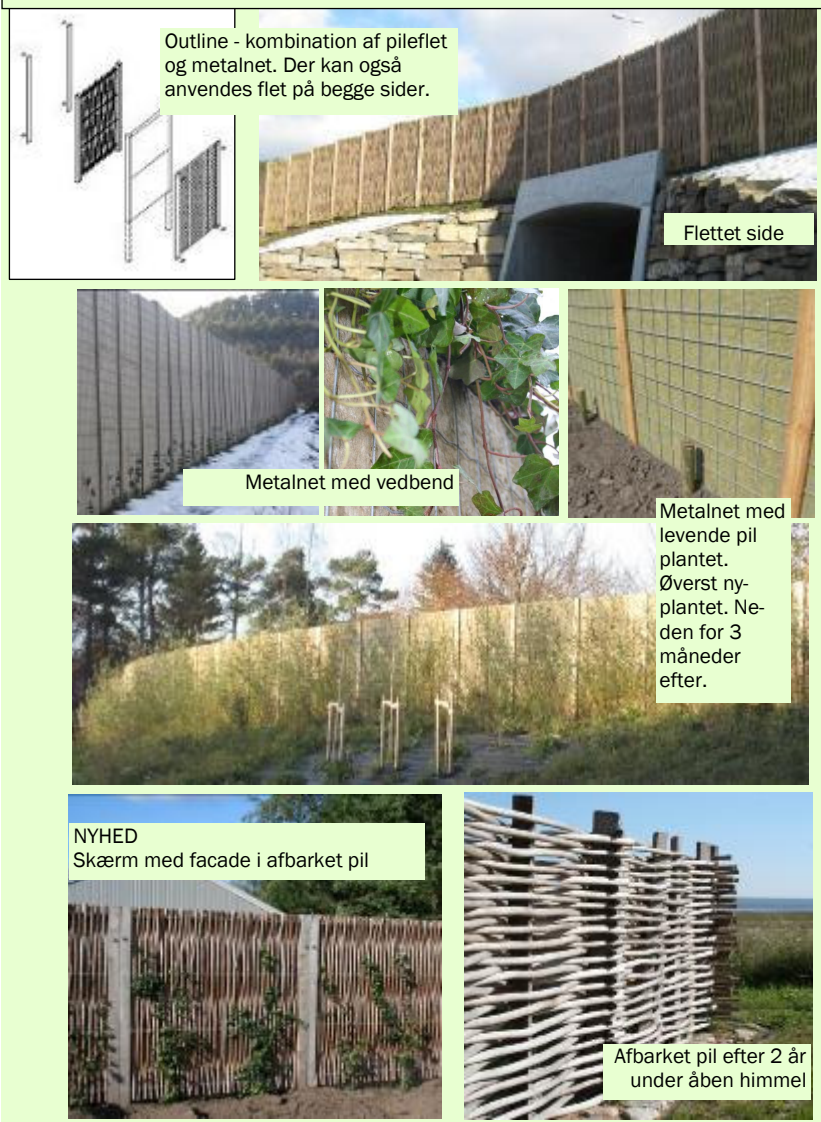 Outline - kombination af pileflet
og metalnet. Der kan også
anvendes flet på begge sider.
Flettet side
Metalnet med vedbend
Metalnet med
levende pil
plantet.
Øverst ny-
plantet. Ne-
den for 3
måneder
efter.
NYHED
Skærm med facade i afbarket pil
Afbarket pil efter 2 år
under åben himmel